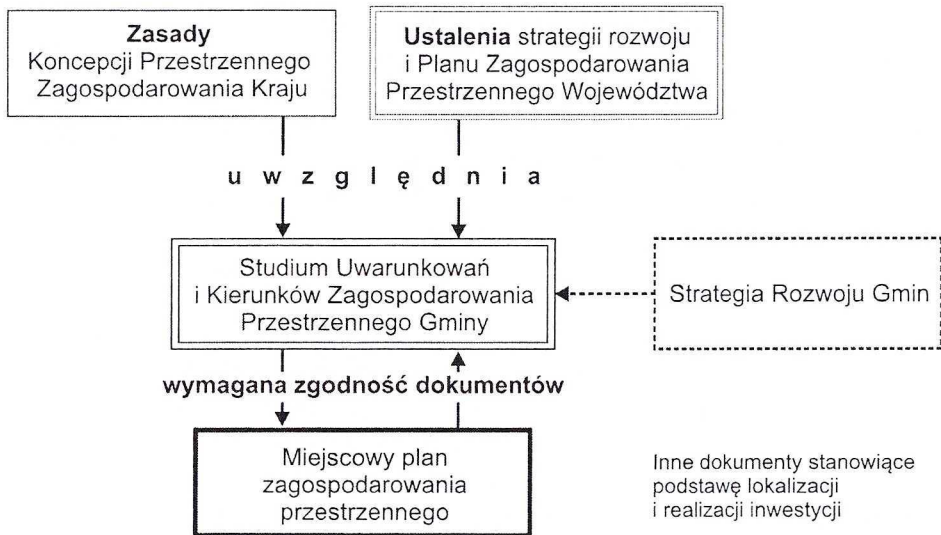 Zasady
Koncepcji Przestrzennego
Zagospodarowania Kraju
Ustalenia strategii rozwoju
i Planu Zagospodarowania
Przestrzennego Województwa
u w z g l ę d n i a
Studium Uwarunkowań
i Kierunków Zagospodarowania
Przestrzennego Gminy
Strategia Rozwoju Gmin
wymagana zgodność dokumentów
Miejscowy plan
zagospodarowania
przestrzennego
Inne dokumenty stanowiące
podstawę lokalizacji
i realizacji inwestycji